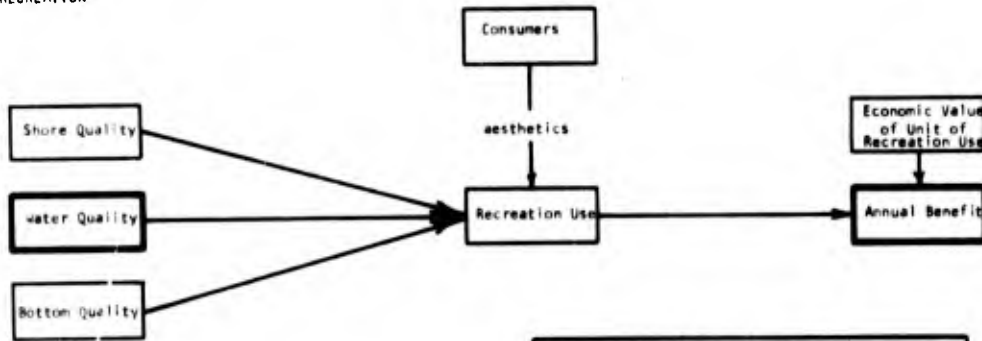 Consumers
Shore Quality
aesthetics
Economic Value
of Unit of
Recreation Use
Water Quality
Recreation Use
Annual Benefit
Bottom Quality